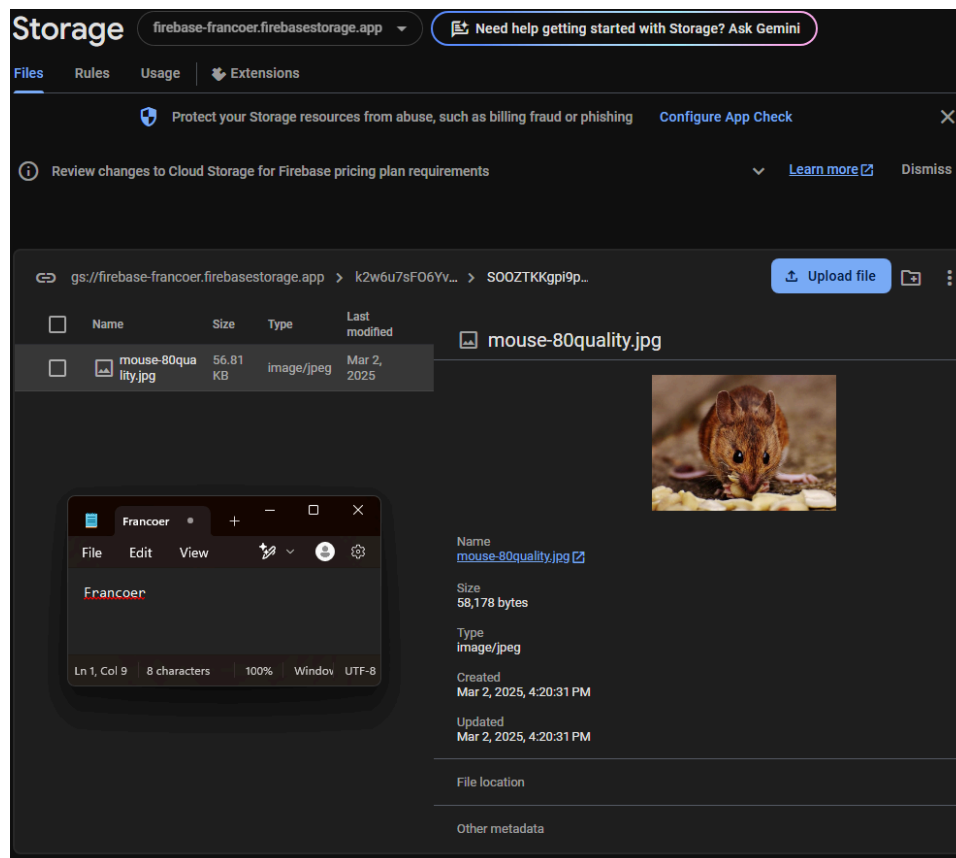 Storage
firebase-francoer.firebasestorage.app
Need help getting started with Storage? Ask Gemini
Files
Rules
Usage
Extensions
Protect your Storage resources from abuse, such as billing fraud or phishing
Configure App Check
Review changes to Cloud Storage for Firebase pricing plan requirements
Learn more
Dismiss
gs://firebase-francoer.firebasestorage.app > k2w6u7sFO6Yv... > SOOZTKKgpi9p...
Upload file
Name
Size
Type
Last
modified
mouse-80qua
lity.jpg
56.81
KB
image/jpeg
Mar 2,
2025
mouse-80quality.jpg
Name
mouse-80quality.jpg
Size
58,178 bytes
Type
image/jpeg
Created
Mar 2, 2025, 4:20:31 PM
Updated
Mar 2, 2025, 4:20:31 PM
File location
Other metadata
Francoer
File
Edit
View
Francoer
Ln 1, Col 9
8 characters
100%
Window
UTF-8